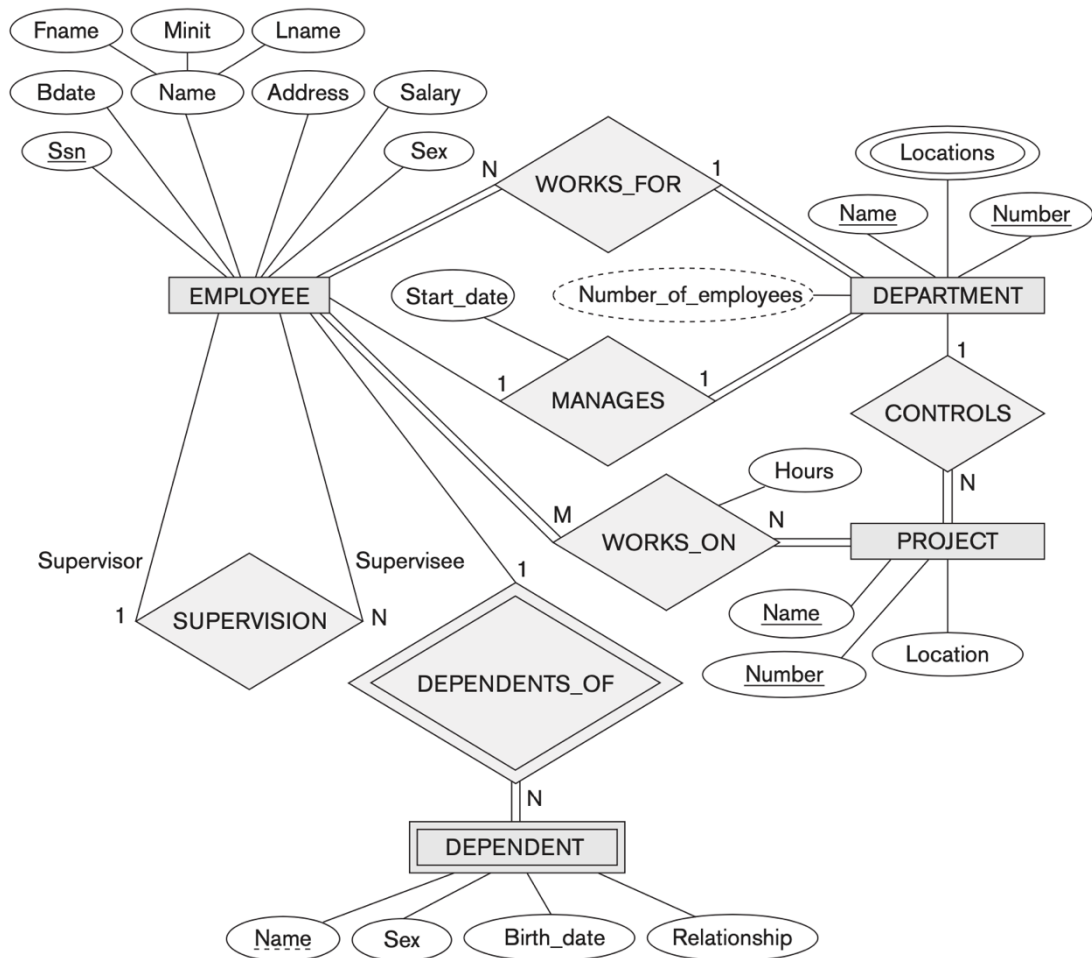 Fname
Minit
Lname
Bdate
Name
Address
Salary
Ssn
Sex
N
WORKS_FOR
1
Locations
Name
Number
EMPLOYEE
Start_date
Number_of_employees
DEPARTMENT
1
MANAGES
1
1
CONTROLS
N
Hours
M
WORKS_ON
N
PROJECT
Supervisor
Supervisee
1
SUPERVISION
N
1
Name
Number
Location
DEPENDENTS_OF
N
DEPENDENT
Name
Sex
Birth_date
Relationship